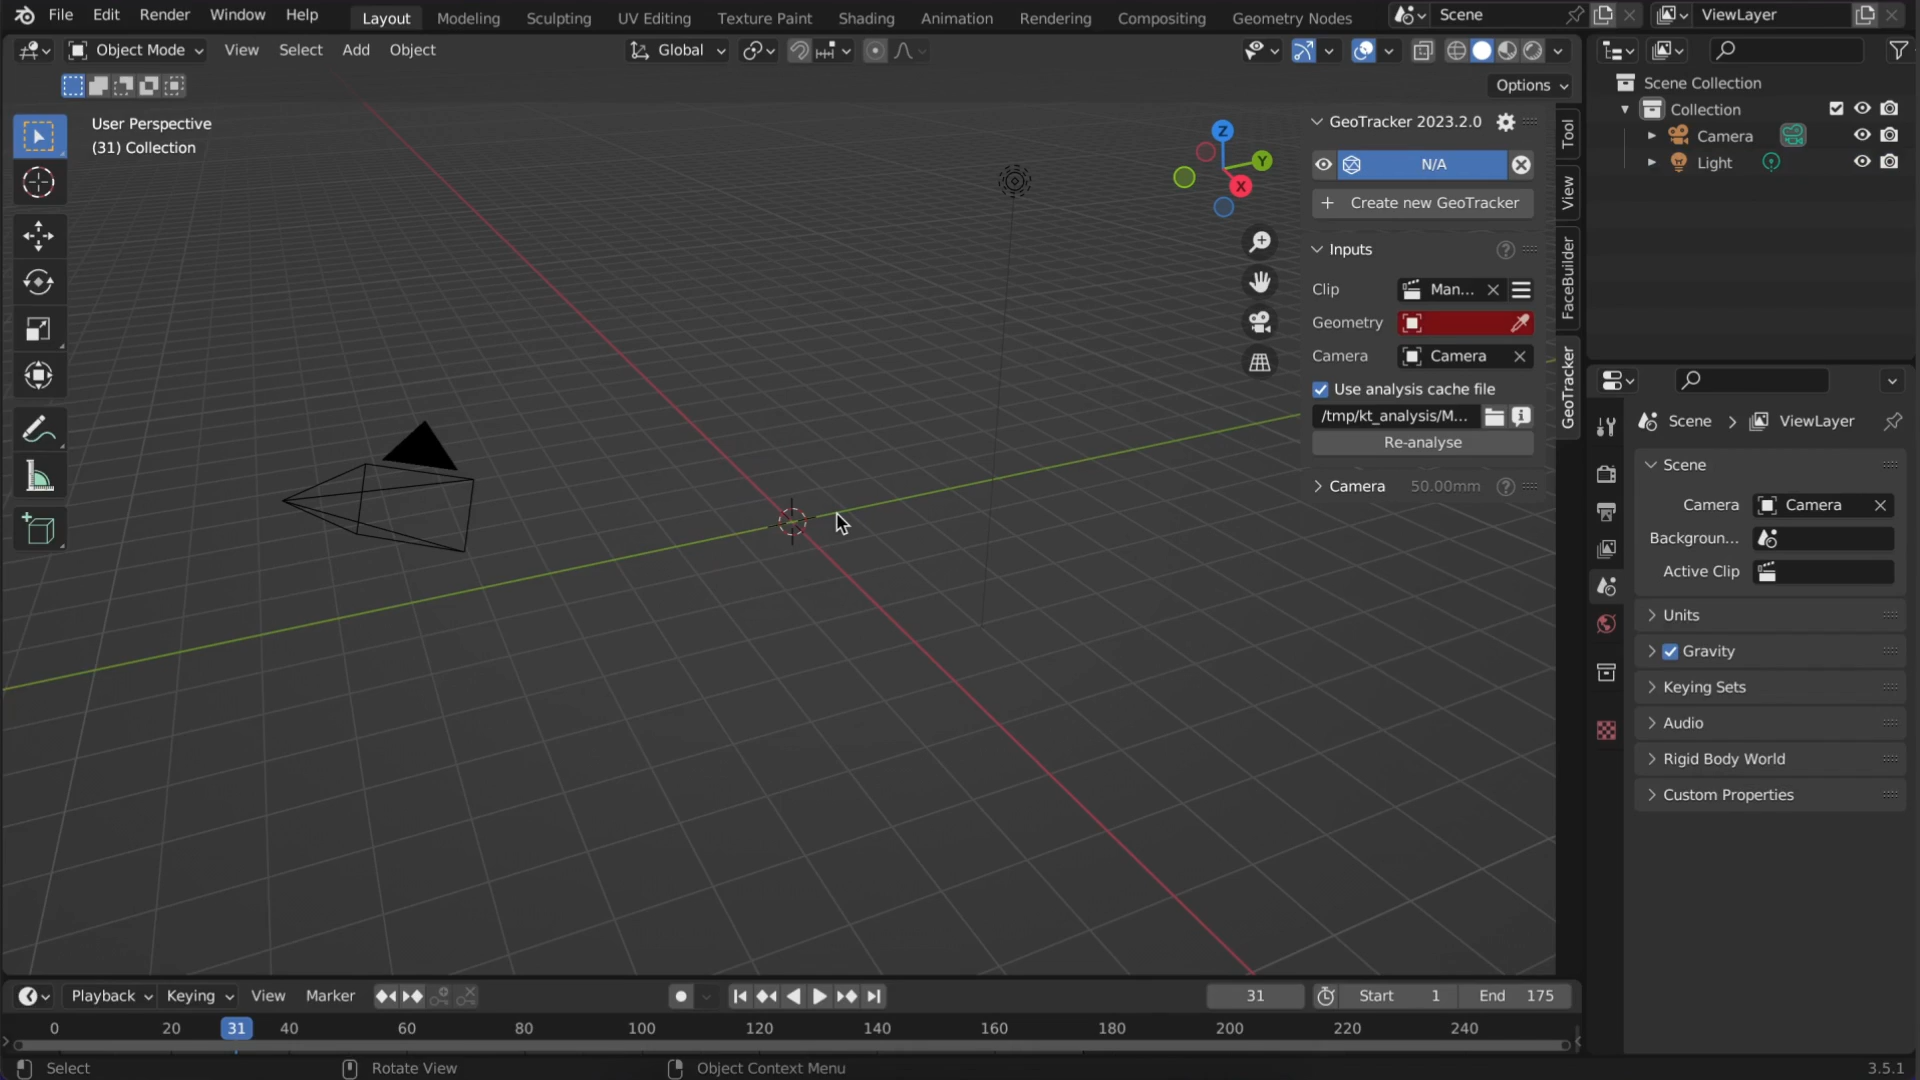 File Edit Render Window Help Layout Modeling Sculpting UV Editing Texture Paint Shading Animation Rendering Compositing Geometry Nodes Scene ViewLayer
Object Mode View Select Add Object Global
Options
User Perspective
(31) Collection
Z
Y
X
GeoTracker 2023.2.0
N/A
Create new GeoTracker
Inputs
Clip Man...
Geometry
Camera Camera
Use analysis cache file
/tmp/kt_analysis/M...
Re-analyse
Camera 50.00mm
Tool
View
FaceBuilder
GeoTracker
Scene Collection
Collection
Camera
Light
Scene > ViewLayer
Scene
Camera Camera
Backgroun...
Active Clip
Units
Gravity
Keying Sets
Audio
Rigid Body World
Custom Properties
Playback Keying View Marker 31 Start 1 End 175
0 20 31 40 60 80 100 120 140 160 180 200 220 240
Select Rotate View Object Context Menu 3.5.1